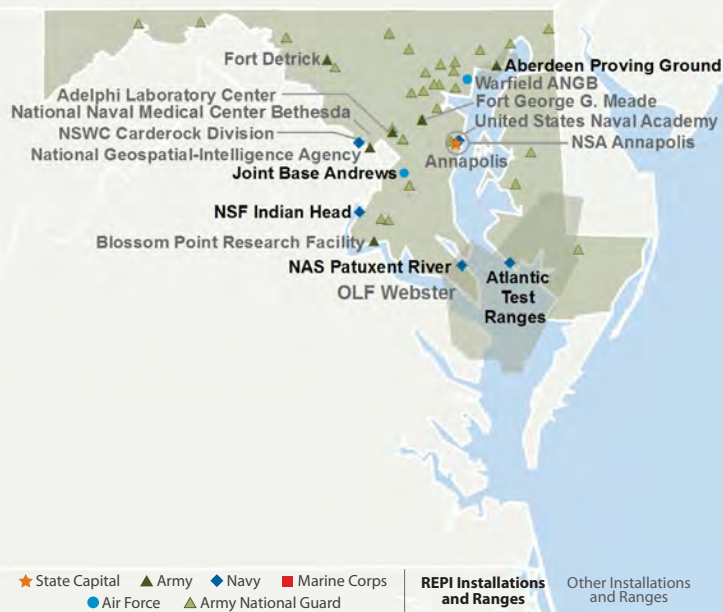 Fort Detrick
Aberdeen Proving Ground
Warfield ANGB
Adelphi Laboratory Center
Fort George G. Meade
National Naval Medical Center Bethesda
United States Naval Academy
NSWC Carderock Division
NSA Annapolis
National Geospatial-Intelligence Agency
Annapolis
Joint Base Andrews
NSF Indian Head
Blossom Point Research Facility
NAS Patuxent River
OLF Webster
Atlantic
Test
Ranges
State Capital
Army
Navy
Marine Corps
Air Force
Army National Guard
REPI Installations
and Ranges
Other Installations
and Ranges